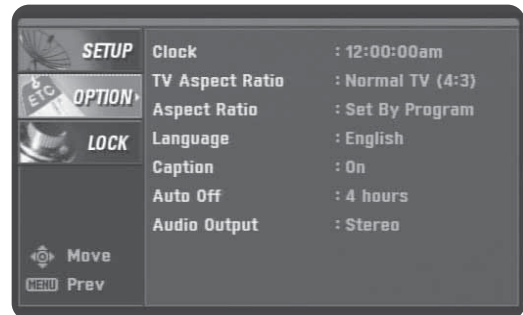 SETUP
OPTION
LOCK
ETC
Clock : 12:00:00am
TV Aspect Ratio : Normal TV (4:3)
Aspect Ratio : Set By Program
Language : English
Caption : On
Auto Off : 4 hours
Audio Output : Stereo
Move
MENU Prev